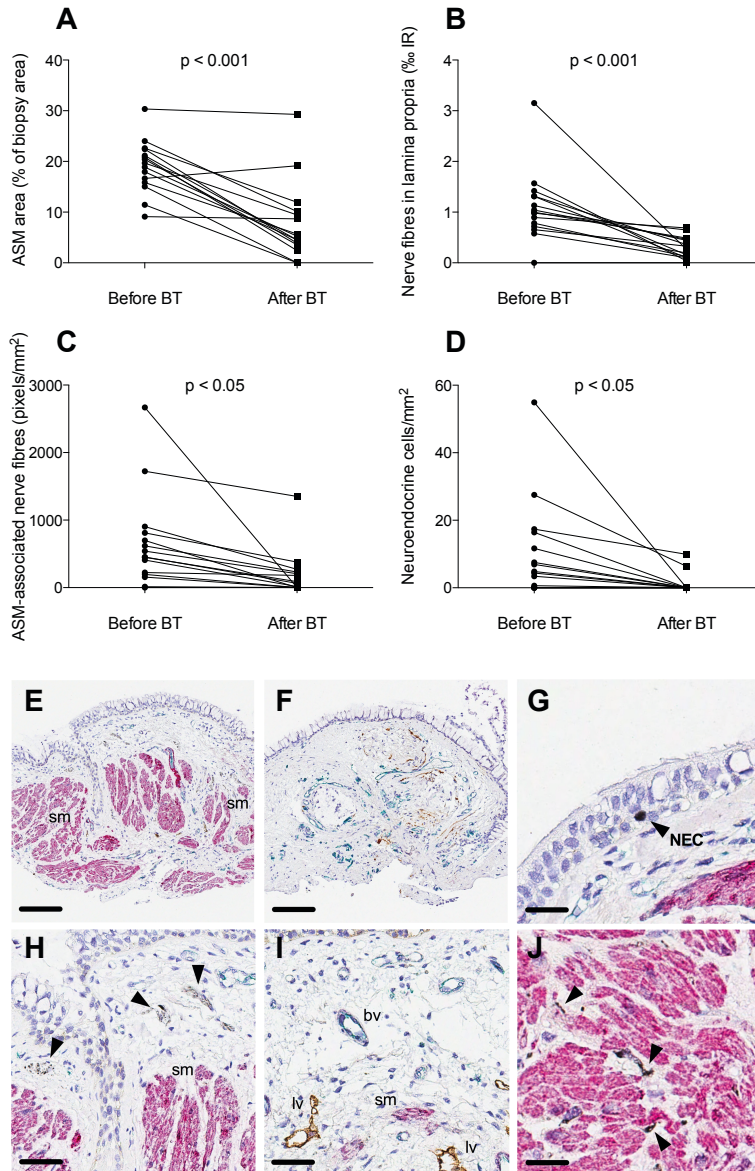 A
p < 0.001
ASM area (% of biopsy area)
40
30
20
10
0
Before BT
After BT
B
p < 0.001
Nerve fibres in lamina propria (‰ IR)
4
3
2
1
0
Before BT
After BT
C
p < 0.05
ASM-associated nerve fibres (pixels/mm²)
3000
2000
1000
0
Before BT
After BT
D
p < 0.05
Neuroendocrine cells/mm²
60
40
20
0
Before BT
After BT
E
sm
sm
F
G
NEC
H
sm
I
bv
lv
sm
lv
J